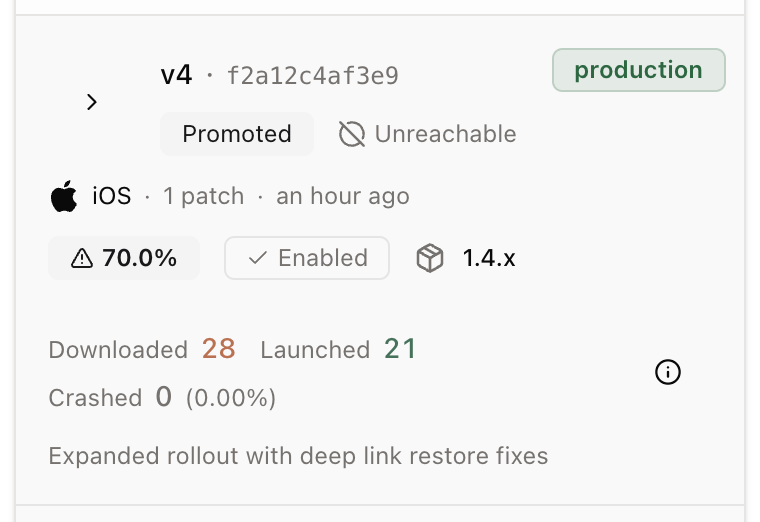 v4 · f2a12c4af3e9
production
Promoted
Unreachable
iOS · 1 patch · an hour ago
70.0%
Enabled
1.4.x
Downloaded 28 Launched 21
Crashed 0 (0.00%)
Expanded rollout with deep link restore fixes